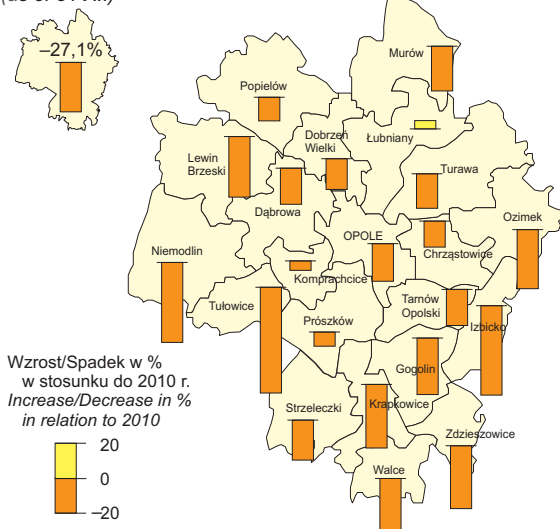 –27,1%
Murów
Popielów
Dobrzeń
Wielki
Łubniany
Lewin
Brzeski
Turawa
Dąbrowa
Ozimek
OPOLE
Niemodlin
Chrząstowice
Komprachcice
Tułowice
Tarnów
Opolski
Prószków
Izbicko
Wzrost/Spadek w %
w stosunku do 2010 r.
Increase/Decrease in %
in relation to 2010
Gogolin
Strzeleczki
Krapkowice
Zdzieszowice
Walce
20
0
–20